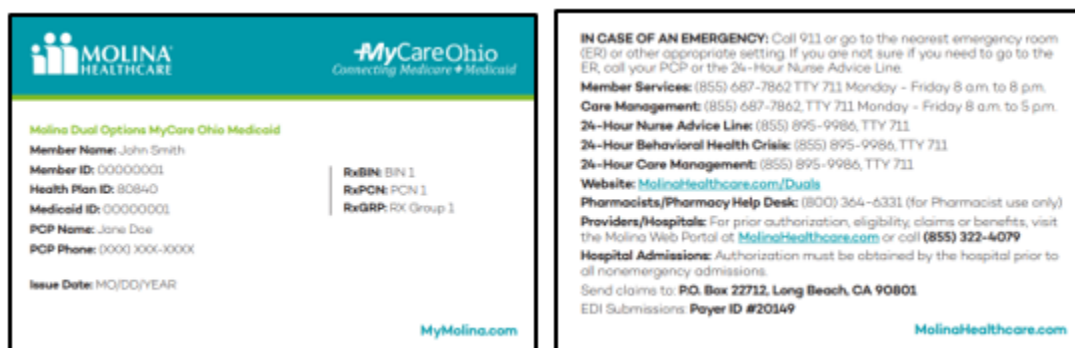 MOLINA
HEALTHCARE
MyCareOhio
Connecting Medicare + Medicaid
Molina Dual Options MyCare Ohio Medicaid
Member Name: John Smith
Member ID: 00000001
Health Plan ID: 80840
Medicaid ID: 00000001
PCP Name: Jane Doe
PCP Phone: (XXX) XXX-XXXX
Issue Date: MO/DD/YEAR
RxBIN: BIN 1
RxPCN: PCN 1
RxGRP: RX Group 1
MyMolina.com
IN CASE OF AN EMERGENCY: Call 911 or go to the nearest emergency room
(ER) or other appropriate setting. If you are not sure if you need to go to the
ER, call your PCP or the 24-Hour Nurse Advice Line.
Member Services: (855) 687-7862 TTY 711 Monday - Friday 8 a.m. to 8 p.m.
Care Management: (855) 687-7862, TTY 711 Monday - Friday 8 a.m. to 5 p.m.
24-Hour Nurse Advice Line: (855) 895-9986, TTY 711
24-Hour Behavioral Health Crisis: (855) 895-9986, TTY 711
24-Hour Care Management: (855) 895-9986, TTY 711
Website: MolinaHealthcare.com/Duals
Pharmacists/Pharmacy Help Desk: (800) 364-6331 (for Pharmacist use only)
Providers/Hospitals: For prior authorization, eligibility, claims or benefits, visit
the Molina Web Portal at MolinaHealthcare.com or call (855) 322-4079
Hospital Admissions: Authorization must be obtained by the hospital prior to
all nonemergency admissions.
Send claims to: P.O. Box 22712, Long Beach, CA 90801
EDI Submissions: Payer ID #20149
MolinaHealthcare.com